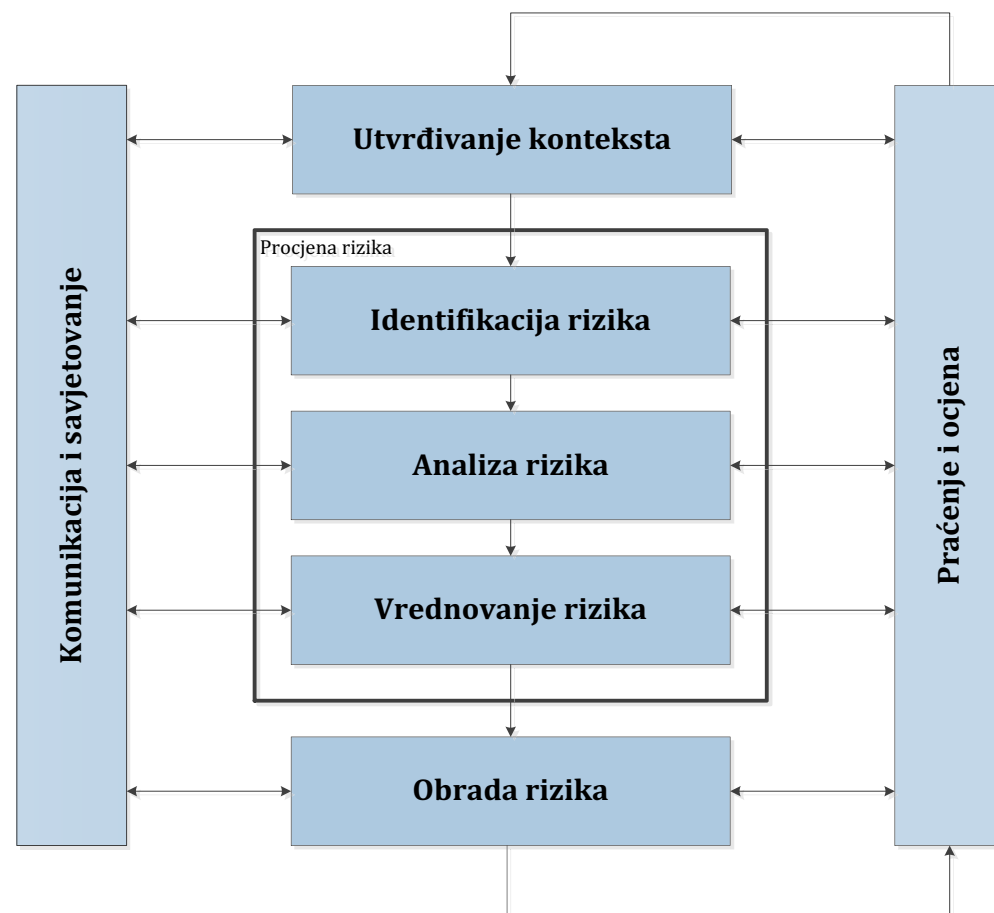 Utvrđivanje konteksta
Procjena rizika
Identifikacija rizika
Analiza rizika
Vrednovanje rizika
Obrada rizika
Komunikacija i savjetovanje
Praćenje i ocjena